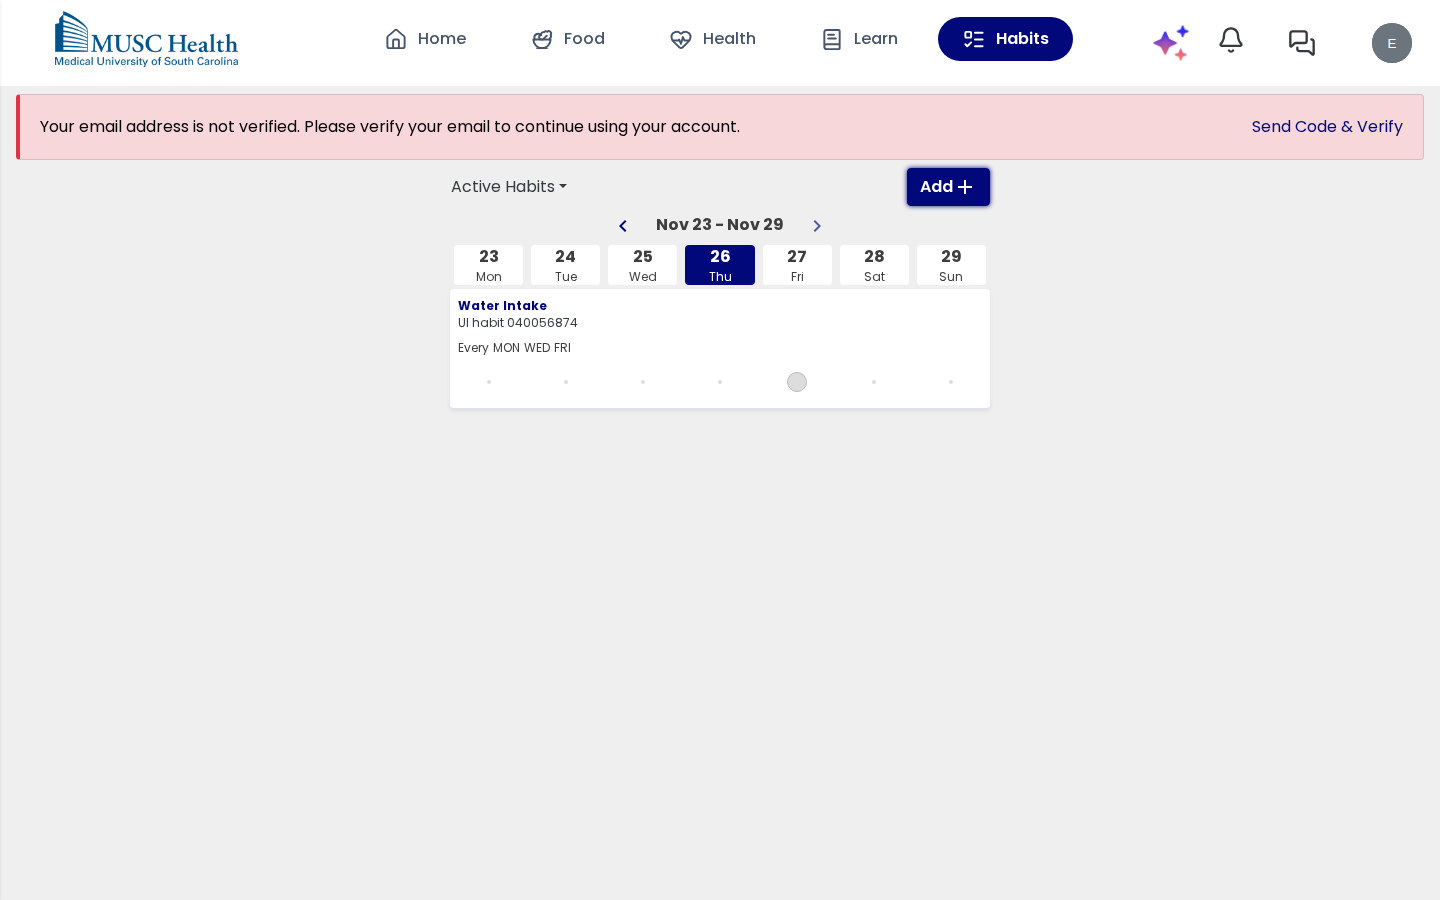 MUSC Health
Medical University of South Carolina
Home
Food
Health
Learn
Habits
E
Your email address is not verified. Please verify your email to continue using your account.
Send Code & Verify
Active Habits
Add
Nov 23 - Nov 29
23 24 25 26 27 28 29
Mon Tue Wed Thu Fri Sat Sun
Water Intake
UI habit 040056874
Every MON WED FRI